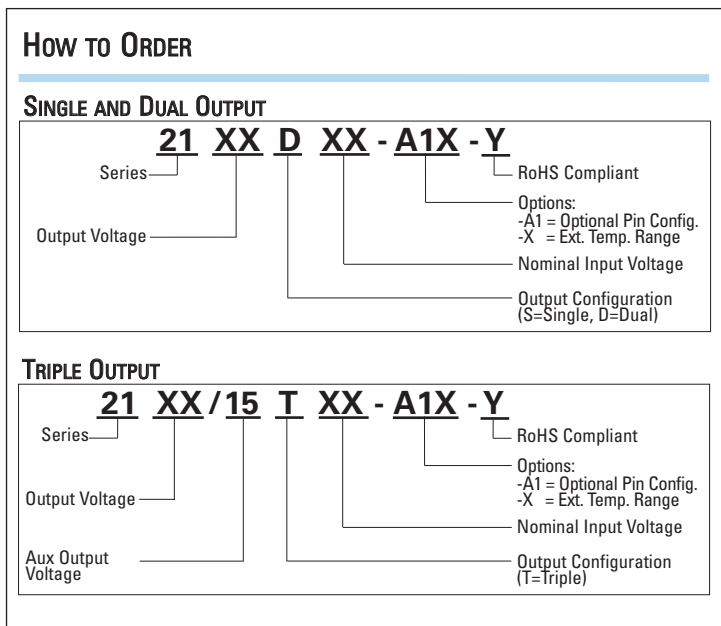 HOW TO ORDER
SINGLE AND DUAL OUTPUT
21 XX D XX - A1X - Y
Series
RoHS Compliant
Options:
-A1 = Optional Pin Config.
-X = Ext. Temp. Range
Output Voltage
Nominal Input Voltage
Output Configuration
(S=Single, D=Dual)
TRIPLE OUTPUT
21 XX / 15 T XX - A1X - Y
Series
RoHS Compliant
Options:
-A1 = Optional Pin Config.
-X = Ext. Temp. Range
Output Voltage
Nominal Input Voltage
Aux Output
Voltage
Output Configuration
(T=Triple)